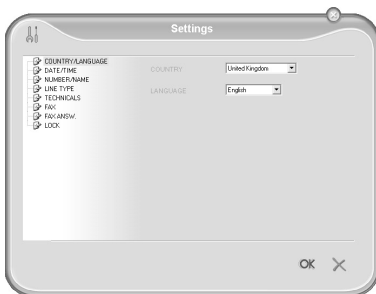 Settings
COUNTRY/LANGUAGE
DATE/TIME
NUMBER/NAME
LINE TYPE
TECHNICALS
FAX
FAX ANSW.
LOCK
COUNTRY United Kingdom
LANGUAGE English
OK